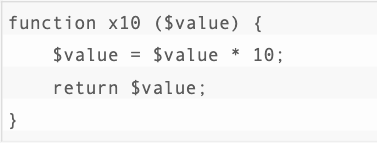 function x10 ($value) {
    $value = $value * 10;
    return $value;
}